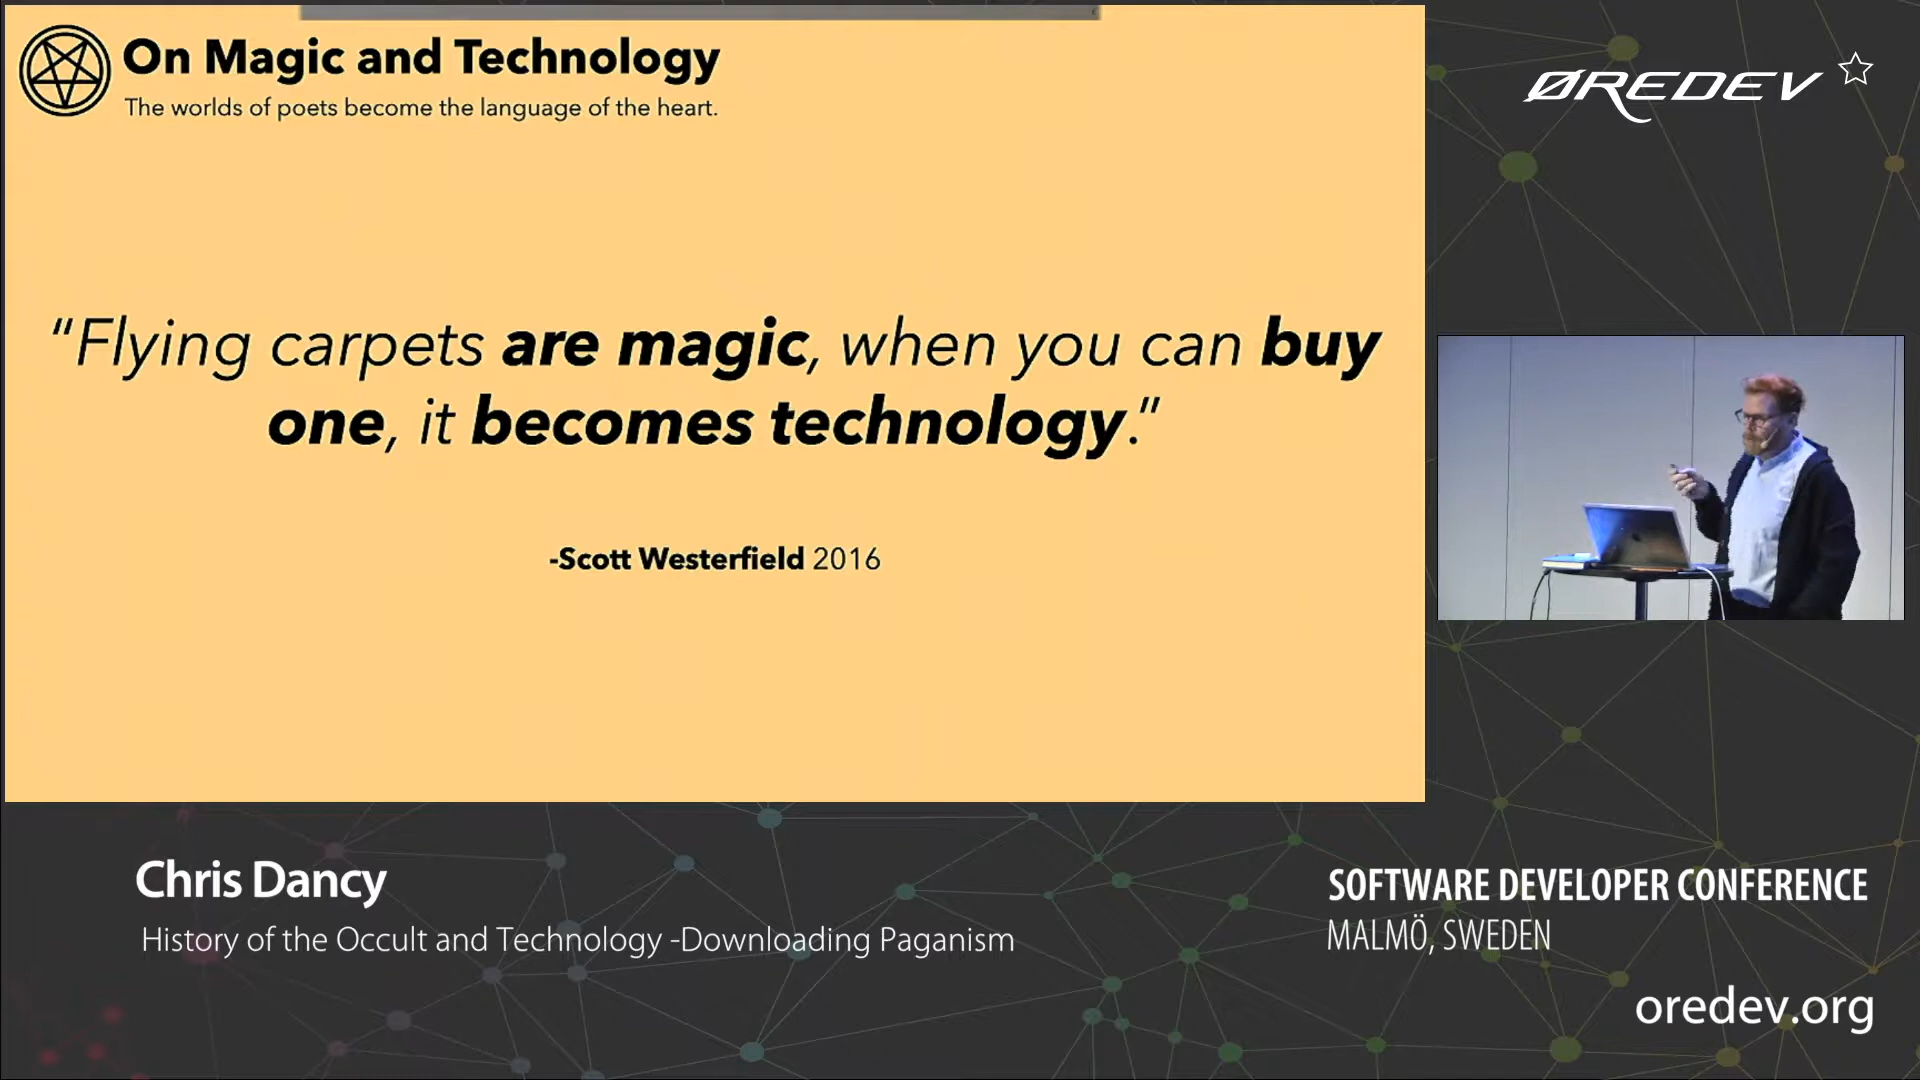 On Magic and Technology
The worlds of poets become the language of the heart.
“Flying carpets are magic, when you can buy
one, it becomes technology.”
-Scott Westerfield 2016
ØREDEV
Chris Dancy
History of the Occult and Technology -Downloading Paganism
SOFTWARE DEVELOPER CONFERENCE
MALMÖ, SWEDEN
oredev.org